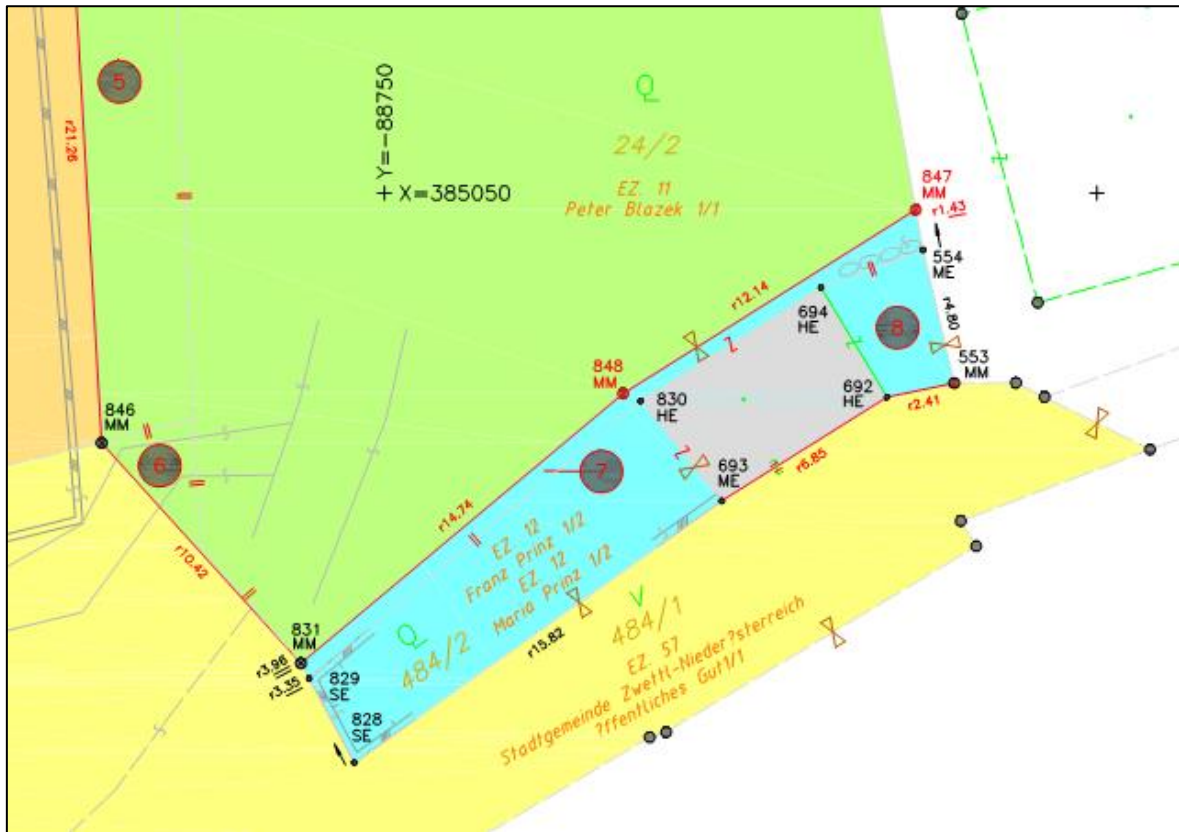 5
r21.26
Y=-88750
X=385050
Q
24/2
EZ. 11
Peter Blazek 1/1
847
MM
r1.43
554
ME
r12.14
694
HE
8
r4.80
553
MM
848
MM
830
HE
692
HE
r2.41
846
MM
6
7
693
ME
r6.85
r14.74
r10.42
EZ 12
Franz Prinz 1/2
EZ 12
Maria Prinz 1/2
Q
484/2
r15.82
V
484/1
EZ. 57
Stadtgemeinde Zwettl-Nieder?sterreich
?ffentliches Gut1/1
831
MM
r3.96
r3.35
829
SE
828
SE